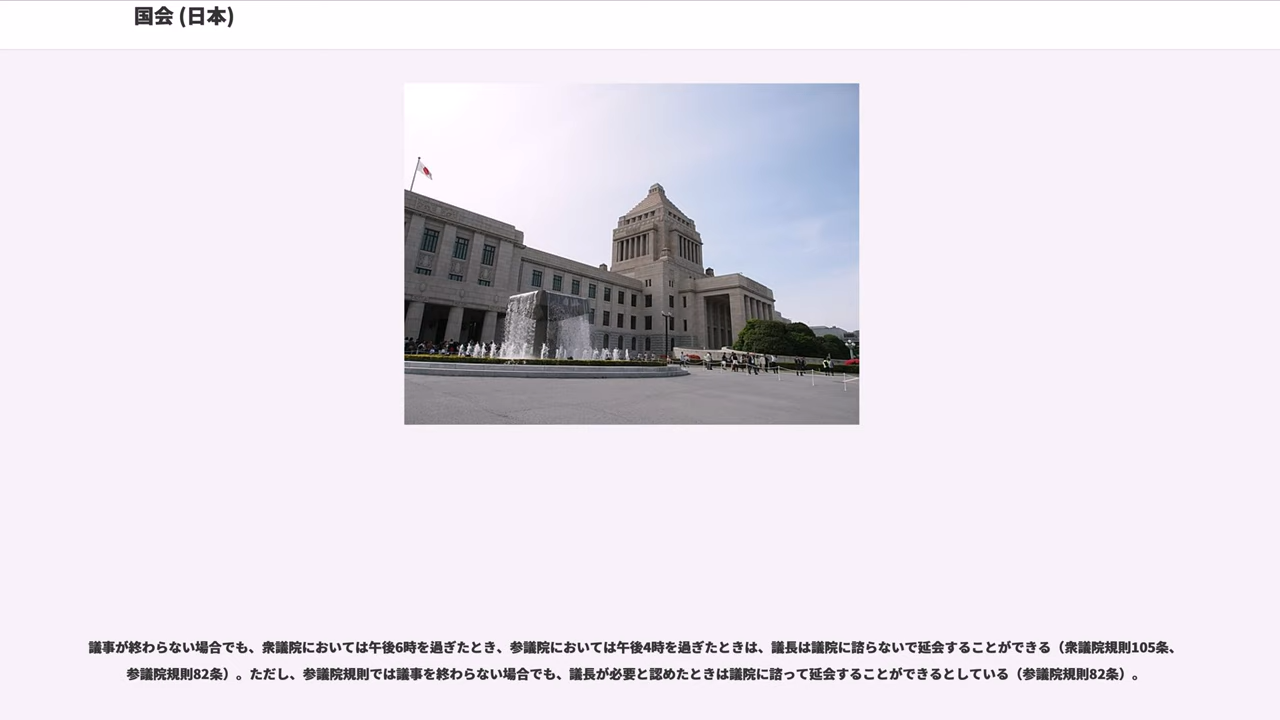 国会 (日本)
議事が終わらない場合でも、衆議院においては午後6時を過ぎたとき、参議院においては午後4時を過ぎたときは、議長は議院に諮らないで延会することができる（衆議院規則105条、
参議院規則82条）。ただし、参議院規則では議事を終わらない場合でも、議長が必要と認めたときは議院に諮って延会することができるとしている（参議院規則82条）。